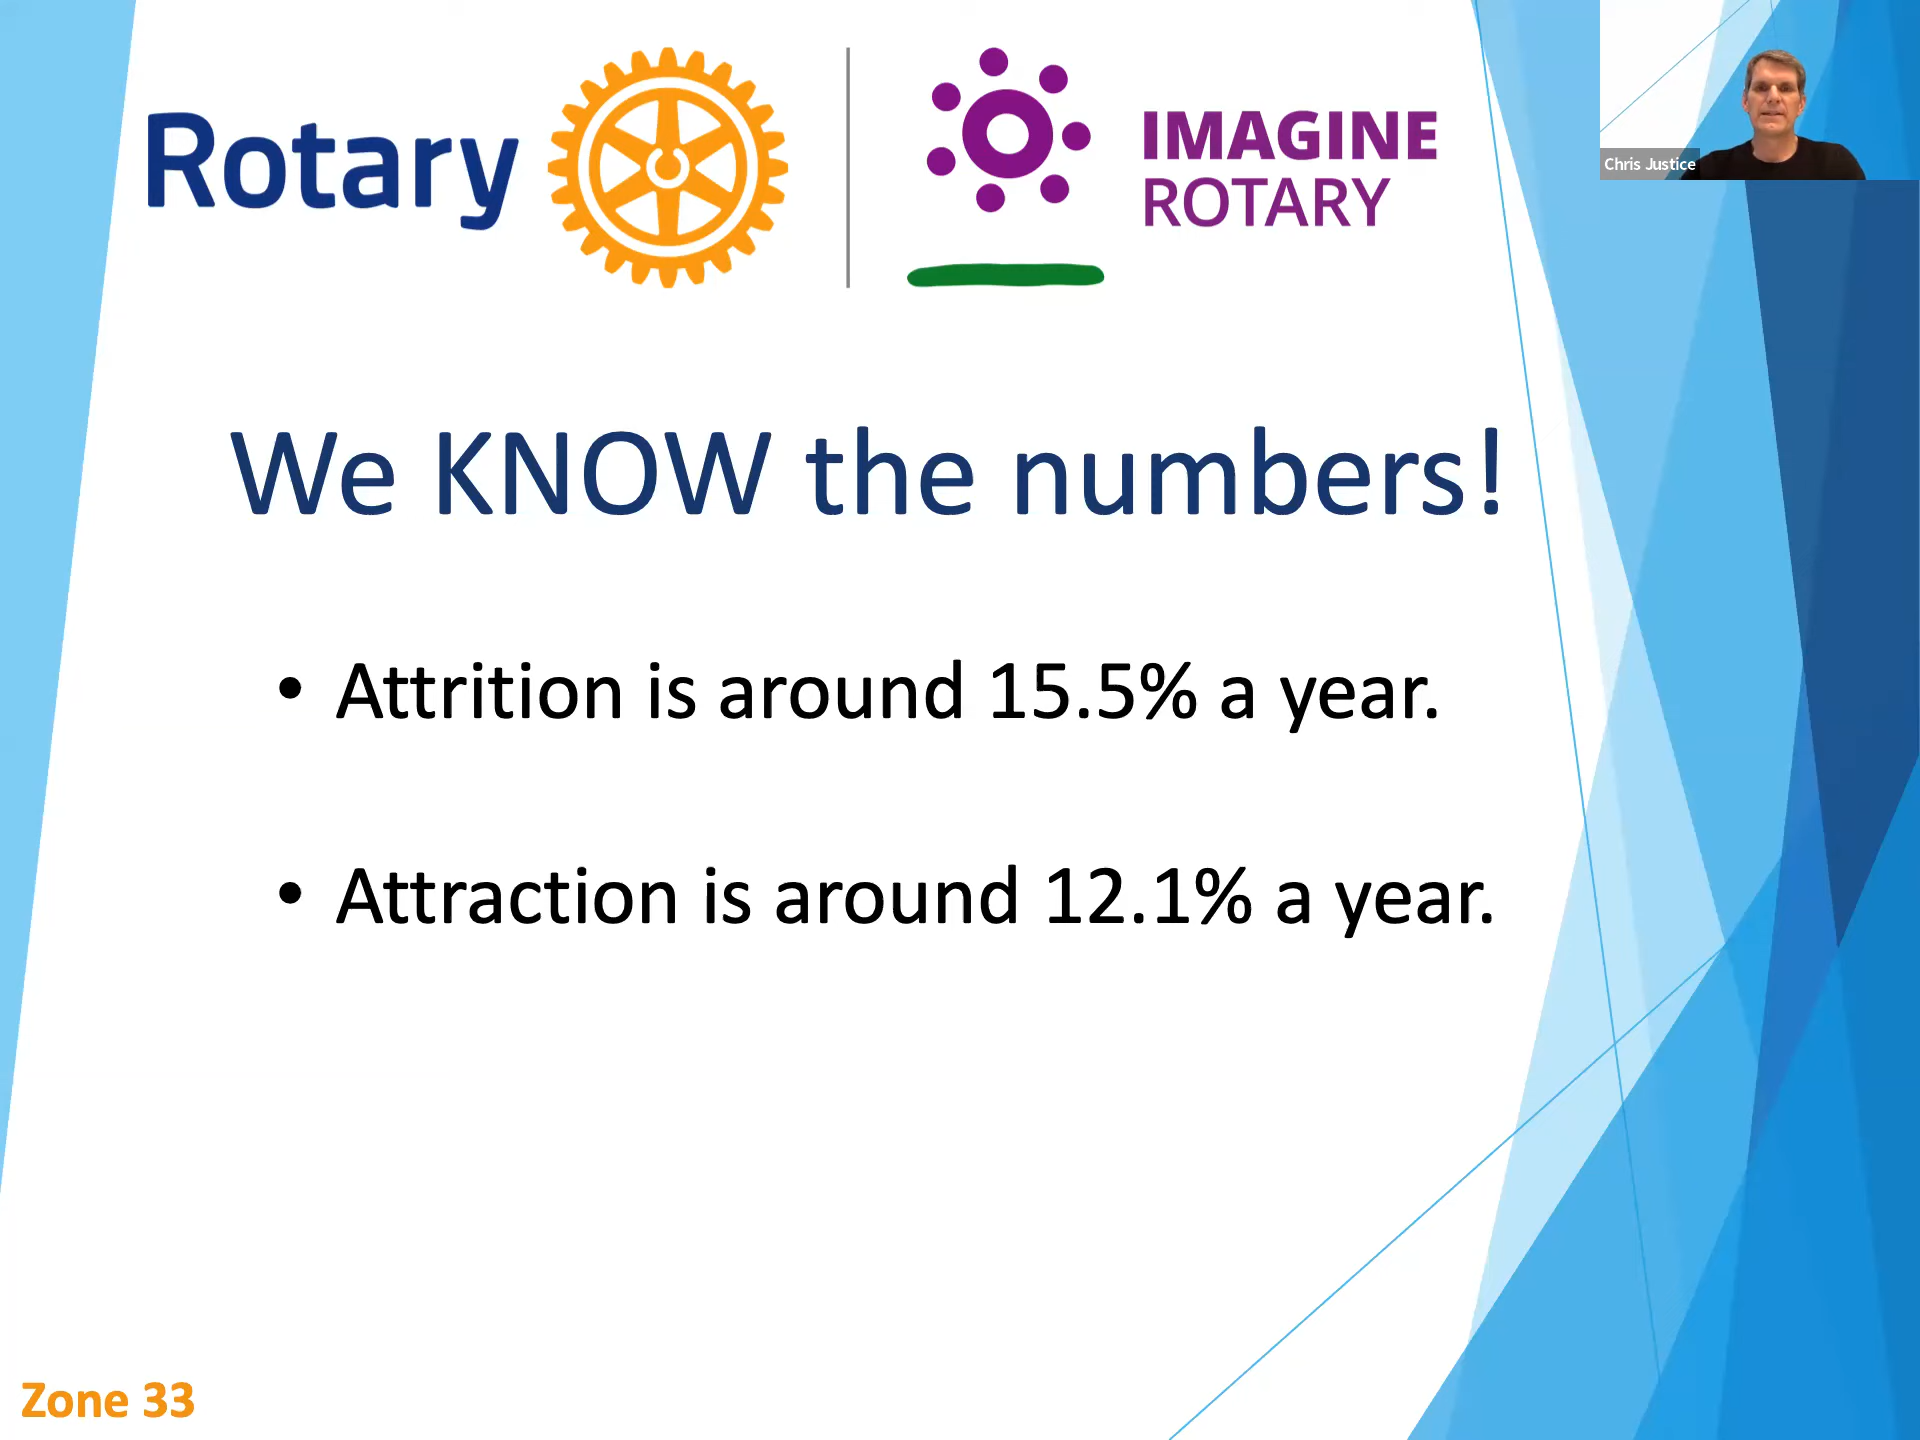 Rotary
IMAGINE
ROTARY
Chris Justice
We KNOW the numbers!
• Attrition is around 15.5% a year.
• Attraction is around 12.1% a year.
Zone 33